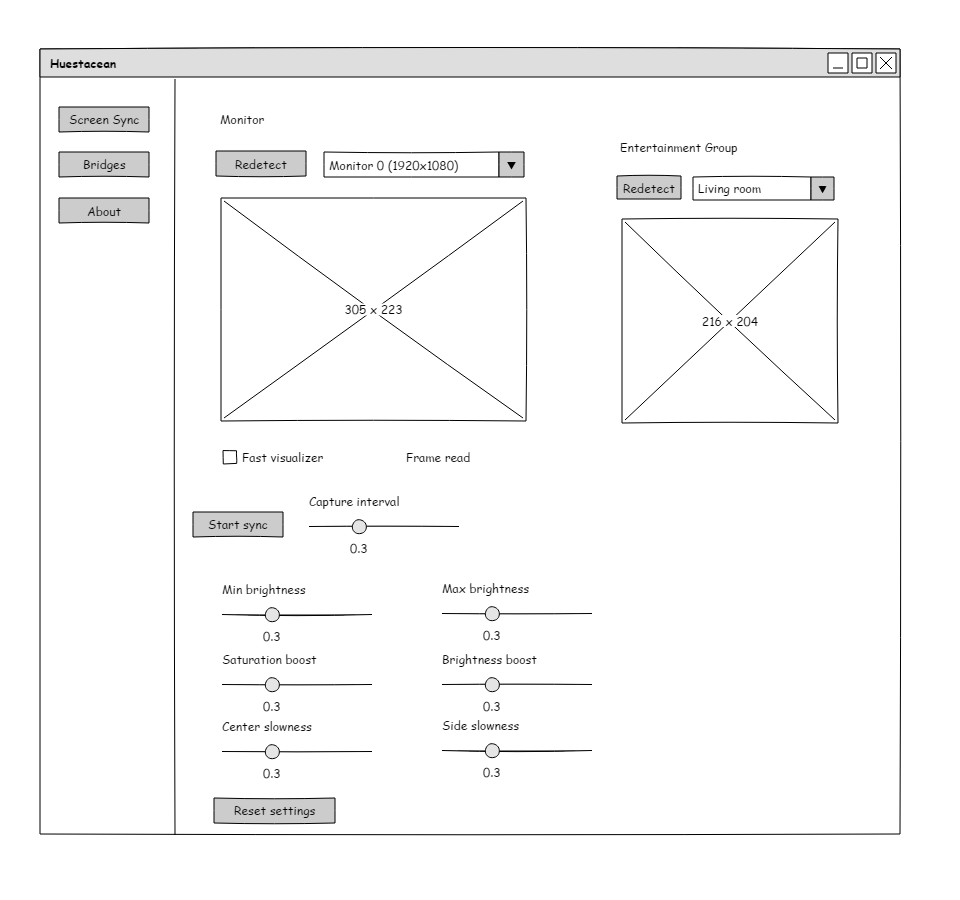 Huestacean
Screen Sync
Bridges
About
Monitor
Redetect
Monitor 0 (1920x1080)
305 x 223
Entertainment Group
Redetect
Living room
216 x 204
Fast visualizer
Frame read
Start sync
Capture interval
0.3
Min brightness
0.3
Max brightness
0.3
Saturation boost
0.3
Brightness boost
0.3
Center slowness
0.3
Side slowness
0.3
Reset settings